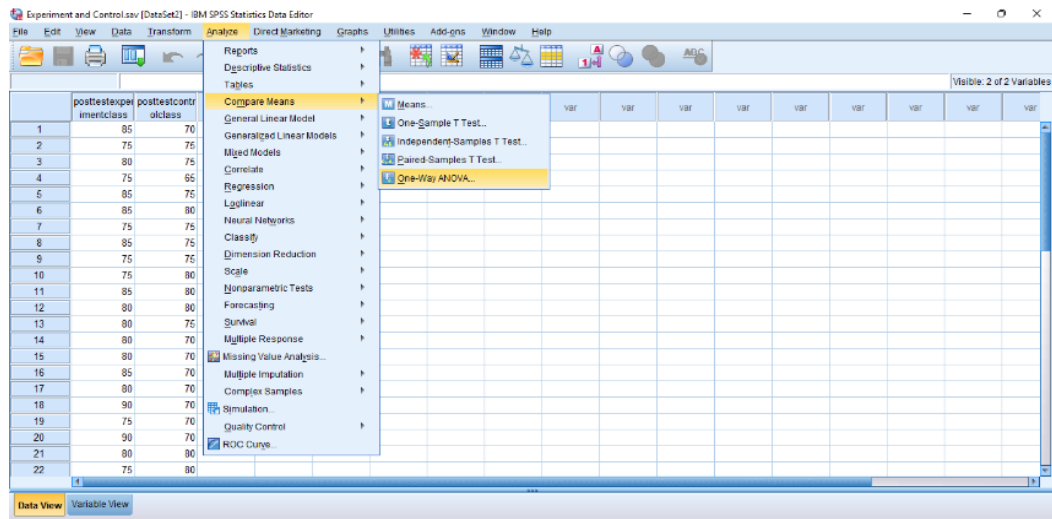 Experiment and Control.sav [DataSet2] - IBM SPSS Statistics Data Editor
File Edit View Data Transform Analyze Direct Marketing Graphs Utilities Add-ons Window Help
Visible: 2 of 2 Variables
Reports
Descriptive Statistics
Tables
Compare Means
General Linear Model
Generalized Linear Models
Mixed Models
Correlate
Regression
Loglinear
Neural Networks
Classify
Dimension Reduction
Scale
Nonparametric Tests
Forecasting
Survival
Multiple Response
Missing Value Analysis...
Multiple Imputation
Complex Samples
Simulation...
Quality Control
ROC Curve...
Means...
One-Sample T Test...
Independent-Samples T Test...
Paired-Samples T Test...
One-Way ANOVA...
posttestexper posttestcontr
imentclass olclass
var var var var var var var var var
1 85 70
2 75 75
3 80 75
4 75 65
5 85 75
6 85 80
7 75 75
8 85 75
9 75 75
10 75 80
11 85 80
12 80 80
13 80 75
14 80 70
15 80 70
16 85 70
17 80 70
18 90 70
19 75 70
20 90 70
21 80 80
22 75 80
Data View Variable View